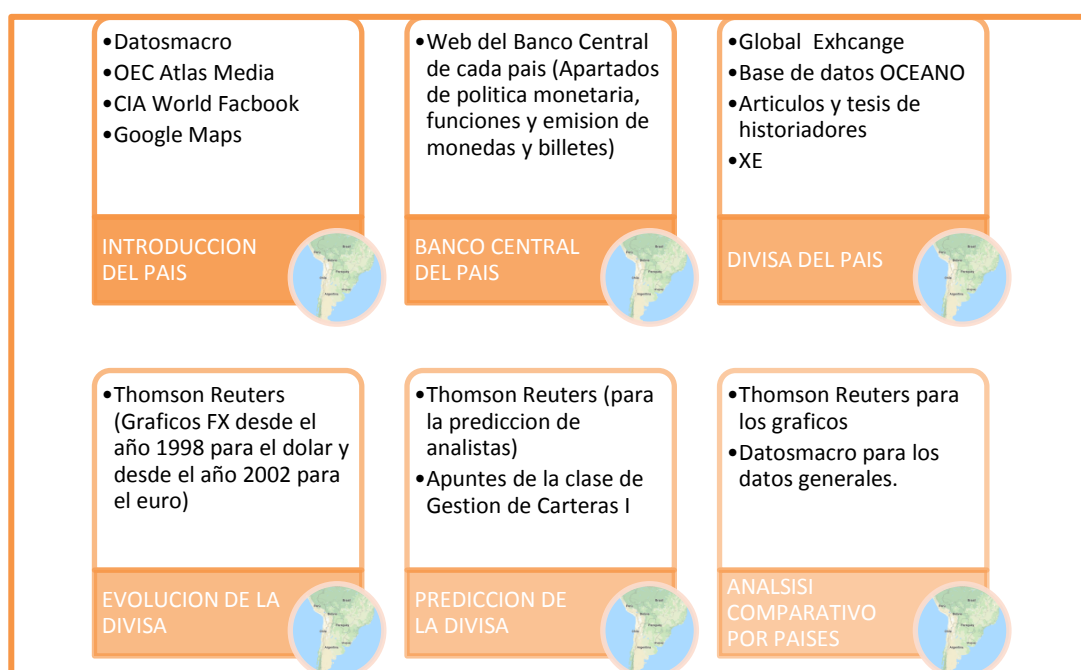 •Datosmacro
•OEC Atlas Media
•CIA World Facbook
•Google Maps
INTRODUCCION
DEL PAIS
•Web del Banco Central
de cada pais (Apartados
de politica monetaria,
funciones y emision de
monedas y billetes)
BANCO CENTRAL
DEL PAIS
•Global Exhcange
•Base de datos OCEANO
•Articulos y tesis de
historiadores
•XE
DIVISA DEL PAIS
•Thomson Reuters
(Graficos FX desde el
año 1998 para el dolar y
desde el año 2002 para
el euro)
EVOLUCION DE LA
DIVISA
•Thomson Reuters (para
la prediccion de
analistas)
•Apuntes de la clase de
Gestion de Carteras I
PREDICCION DE
LA DIVISA
•Thomson Reuters para
los graficos
•Datosmacro para los
datos generales.
ANALSISI
COMPARATIVO
POR PAISES